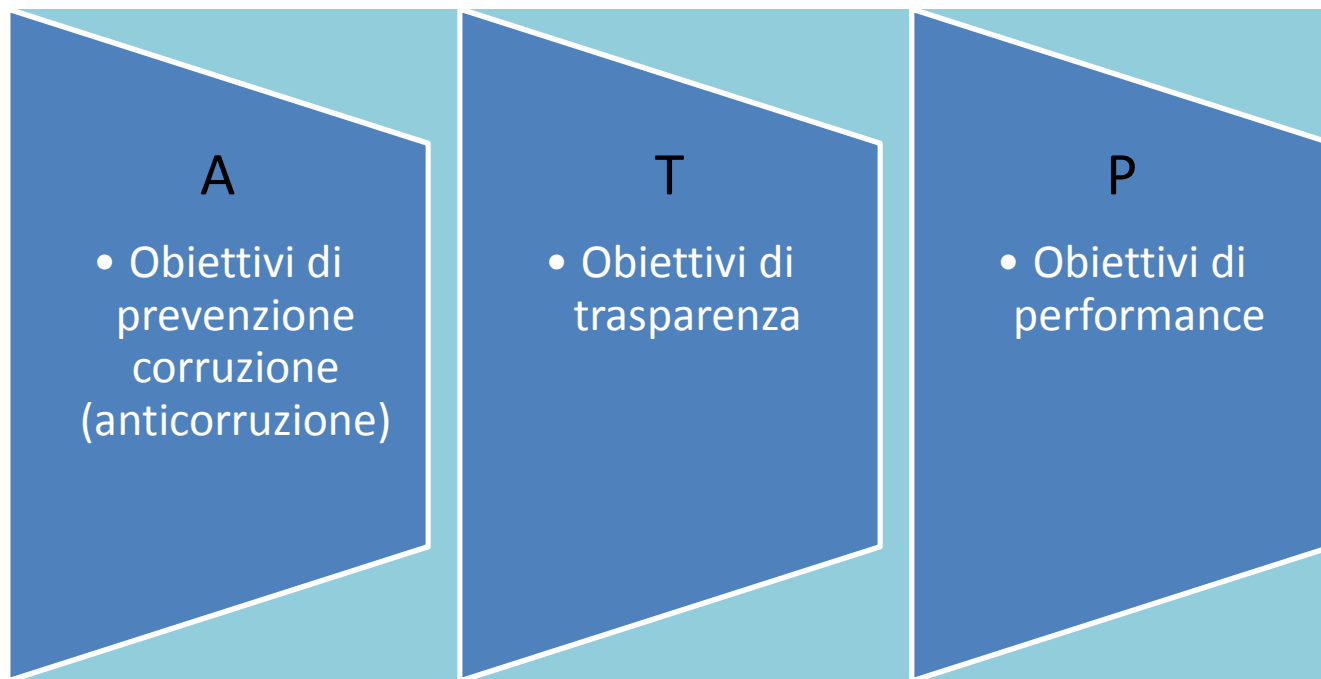 A
• Obiettivi di
prevenzione
corruzione
(anticorruzione)
T
• Obiettivi di
trasparenza
P
• Obiettivi di
performance